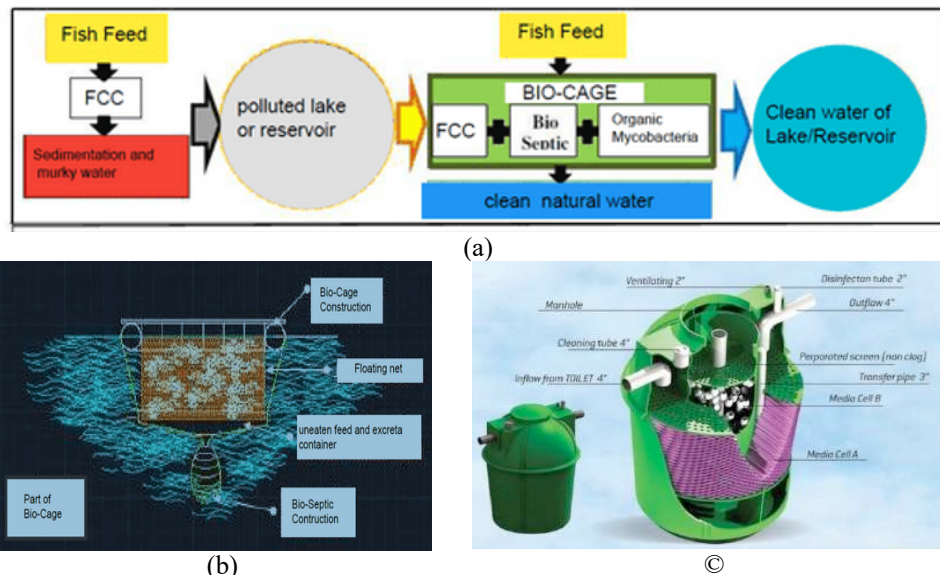 Fish Feed
FCC
Sedimentation and
murky water
polluted lake
or reservoir
Fish Feed
BIO-CAGE
FCC
Bio
Septic
Organic
Mycobacteria
clean natural water
Clean water of
Lake/Reservoir
(a)
Bio-Cage
Construction
Floating net
uneaten feed and excreta
container
Bio-Septic
Contruction
Part of
Bio-Cage
(b)
Ventilating 2"
Disinfectan tube 2"
Manhole
Outflaw 4"
Cleaning tube 4"
Perporated screen (non clog)
Inflow from TOILET 4"
Transfer pipe 3"
Media Cell B
Media Cell A
©